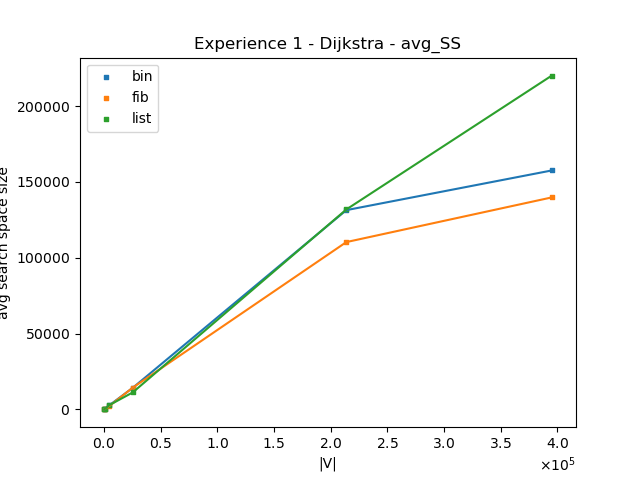 Experience 1 - Dijkstra - avg_SS
bin
fib
list
200000
150000
100000
50000
0
avg search space size
0.0 0.5 1.0 1.5 2.0 2.5 3.0 3.5 4.0
|V|
×10^5